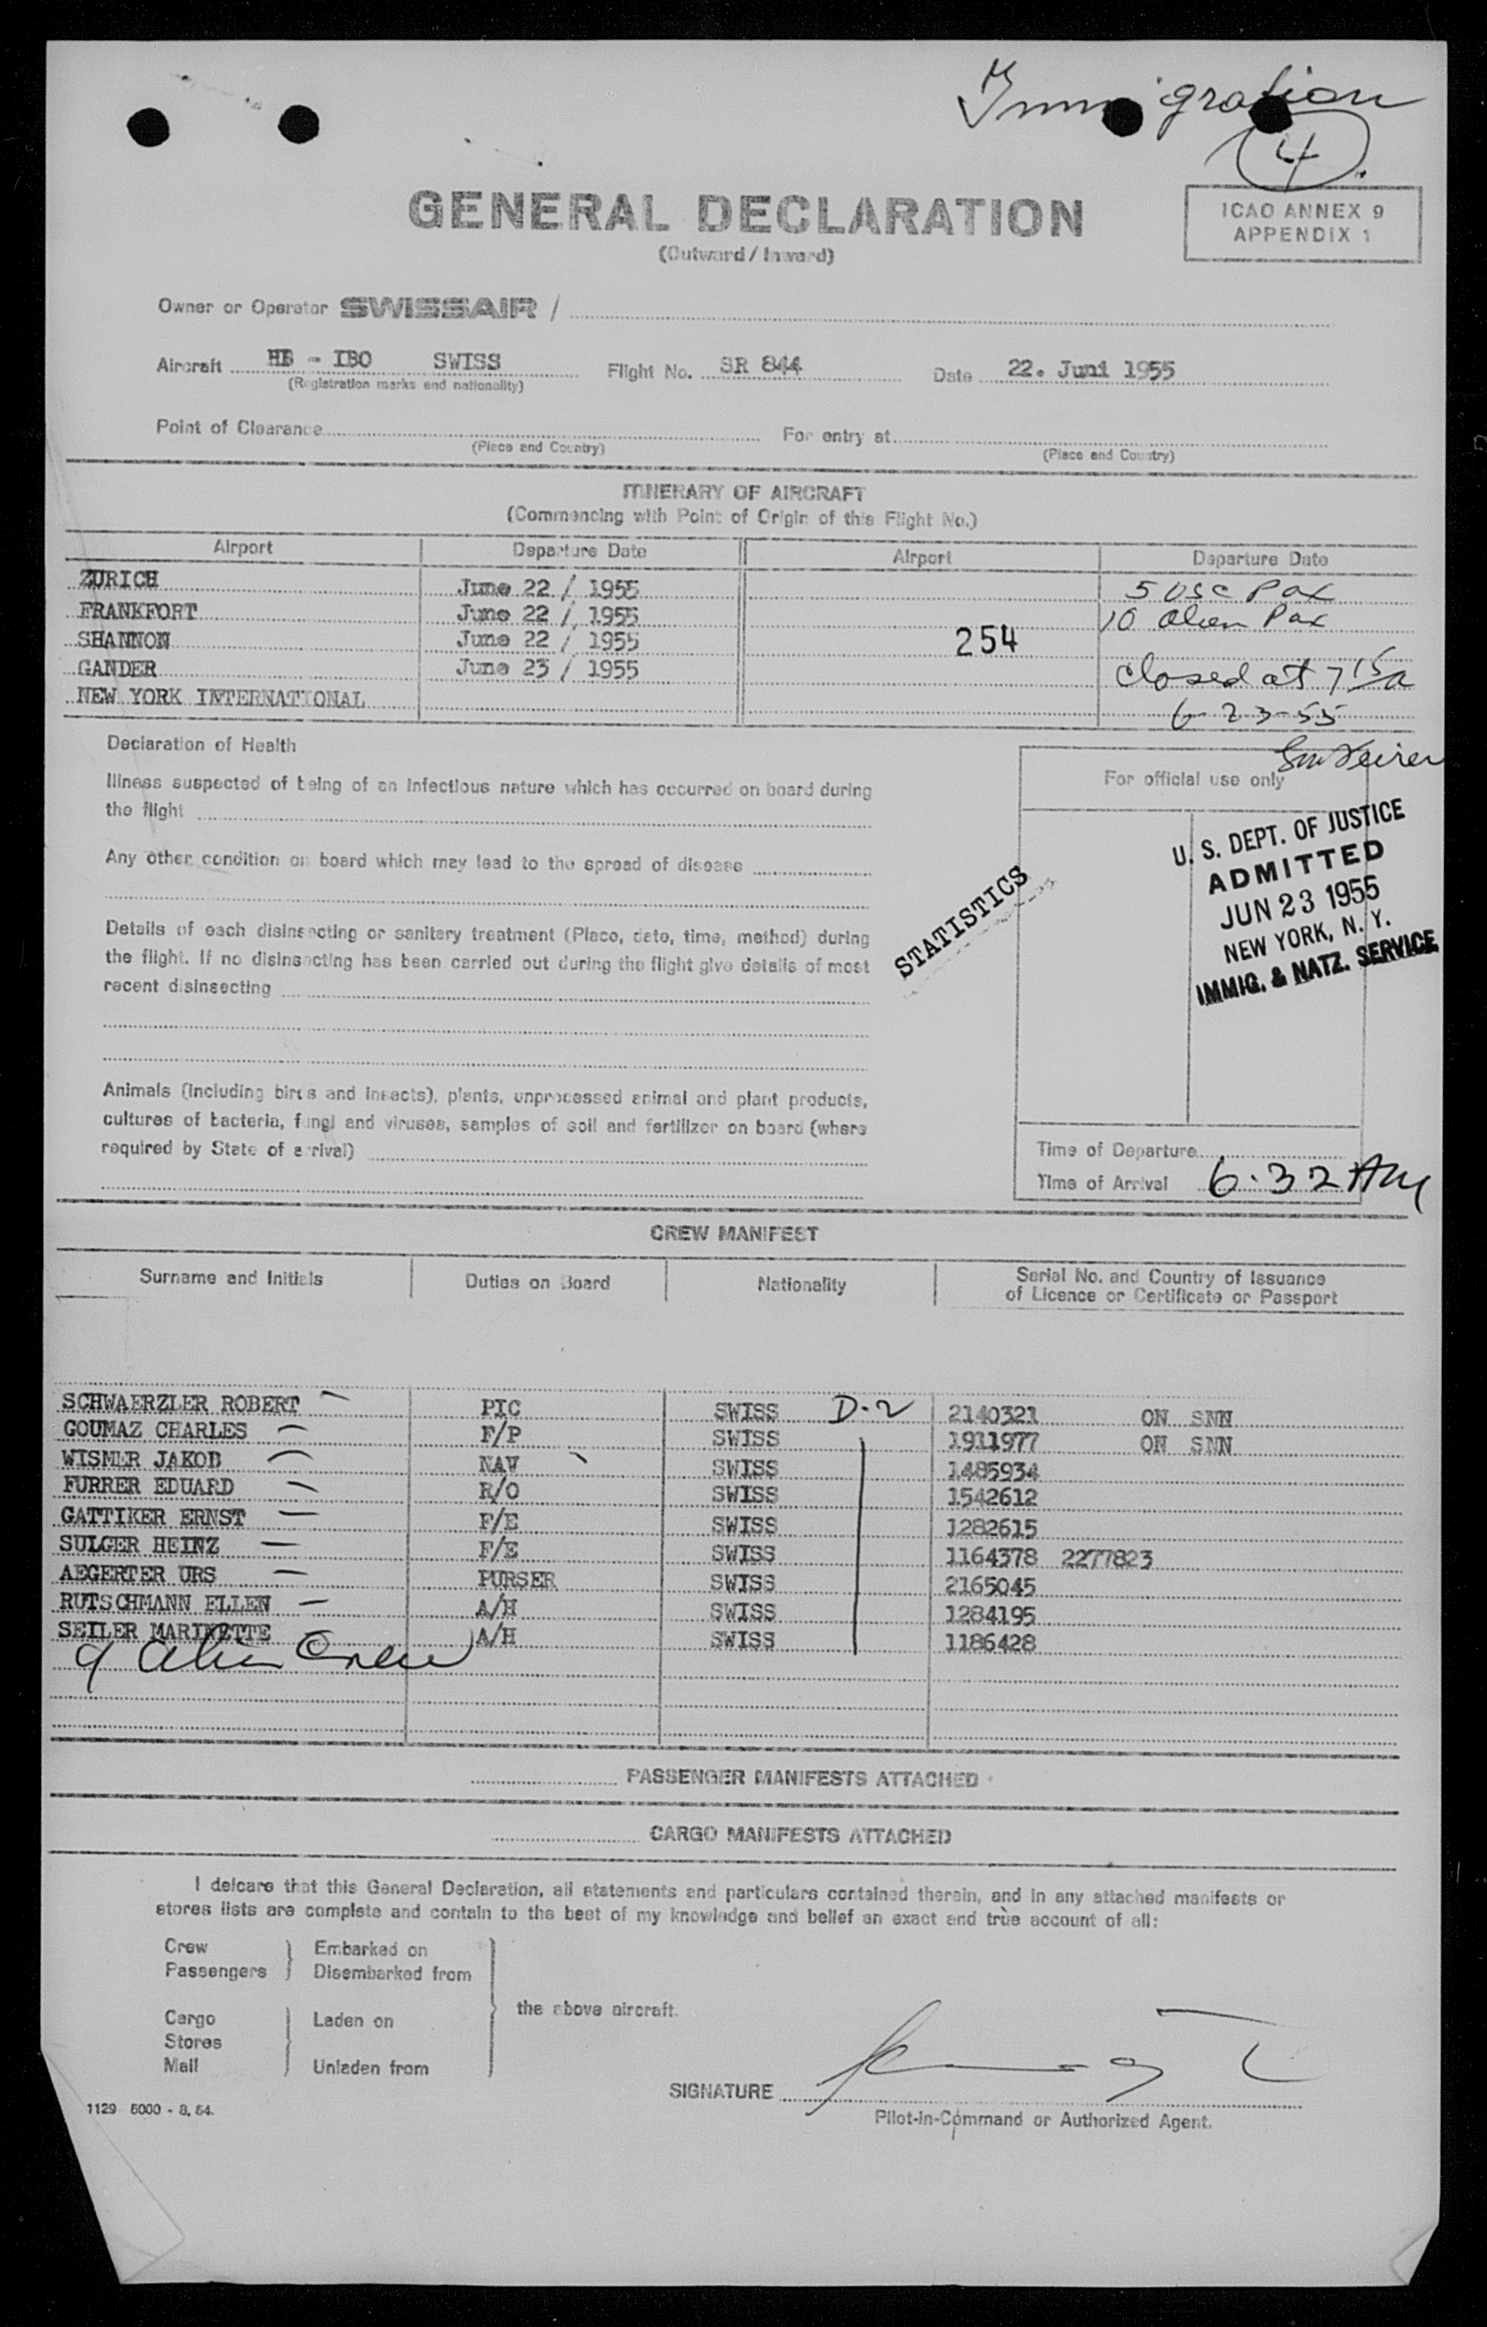 Immigration
4
GENERAL DECLARATION
(Outward / Inward)
ICAO ANNEX 9
APPENDIX 1
Owner or Operator SWISSAIR /
Aircraft HB - IBO SWISS Flight No. SR 844 Date 22. Juni 1955
(Registration marks and nationality)
Point of Clearance For entry at
(Place and Country) (Place and Country)
ITINERARY OF AIRCRAFT
(Commencing with Point of Origin of this Flight No.)
Airport Departure Date Airport Departure Date
ZURICH June 22 / 1955 5 USC Pax
FRANKFORT June 22 / 1955 10 Alien Pax
SHANNON June 22 / 1955 254
GANDER June 23 / 1955 Closed at 7 15/a
NEW YORK INTERNATIONAL 6-23-55
Declaration of Health
Illness suspected of being of an infectious nature which has occurred on board during
the flight
Any other condition on board which may lead to the spread of disease
Details of each disinsecting or sanitary treatment (Place, date, time, method) during
the flight. If no disinsecting has been carried out during the flight give details of most
recent disinsecting
Animals (including birds and insects), plants, unprocessed animal and plant products,
cultures of bacteria, fungi and viruses, samples of soil and fertilizer on board (where
required by State of arrival)
STATISTICS
For official use only
U. S. DEPT. OF JUSTICE
ADMITTED
JUN 23 1955
NEW YORK, N. Y.
IMMIG. & NATZ. SERVICE
Time of Departure
Time of Arrival 6.32 AM
CREW MANIFEST
Surname and Initials Duties on Board Nationality Serial No. and Country of Issuance
of Licence or Certificate or Passport
SCHWAERZLER ROBERT PIC SWISS D-2 2140321 ON SNN
GOUMAZ CHARLES F/P SWISS 1911977 ON SNN
WISMER JAKOB NAV SWISS 1485934
FURRER EDUARD R/O SWISS 1542612
GATTIKER ERNST F/E SWISS 1282615
SULGER HEINZ F/E SWISS 1164378 2277823
AEGERTER URS PURSER SWISS 2165045
RUTSCHMANN ELLEN A/H SWISS 1284195
SEILER MARINETTE A/H SWISS 1186428
9 Alien Crew
PASSENGER MANIFESTS ATTACHED
CARGO MANIFESTS ATTACHED
I delcare that this General Declaration, all statements and particulars contained therein, and in any attached manifests or
stores lists are complete and contain to the best of my knowledge and belief an exact and true account of all:
Crew Embarked on
Passengers Disembarked from
the above aircraft.
Cargo Laden on
Stores
Mail Unladen from
SIGNATURE
Pilot-in-Command or Authorized Agent.
1129 5000 - 8. 54.